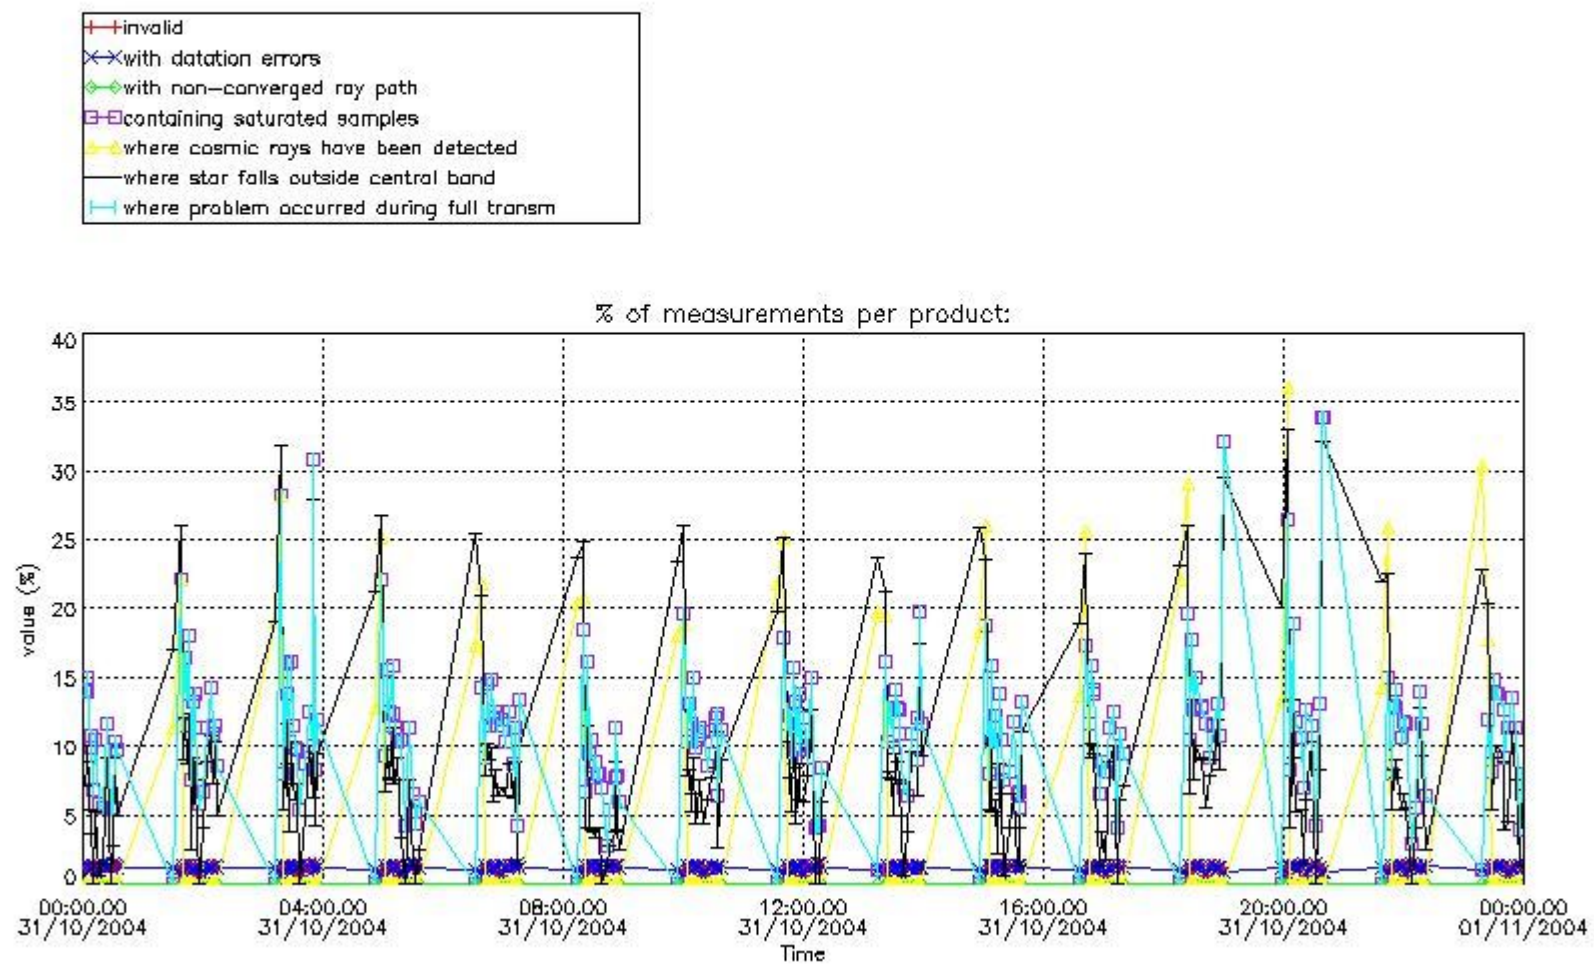 invalid
with datation errors
with non-converged ray path
containing saturated samples
where cosmic rays have been detected
where star falls outside central band
where problem occurred during full transm
% of measurements per product:
40
35
30
25
20
15
10
5
0
value (%)
00:00:00 04:00:00 08:00:00 12:00:00 16:00:00 20:00:00 00:00:00
31/10/2004 31/10/2004 31/10/2004 31/10/2004 31/10/2004 31/10/2004 01/11/2004
Time